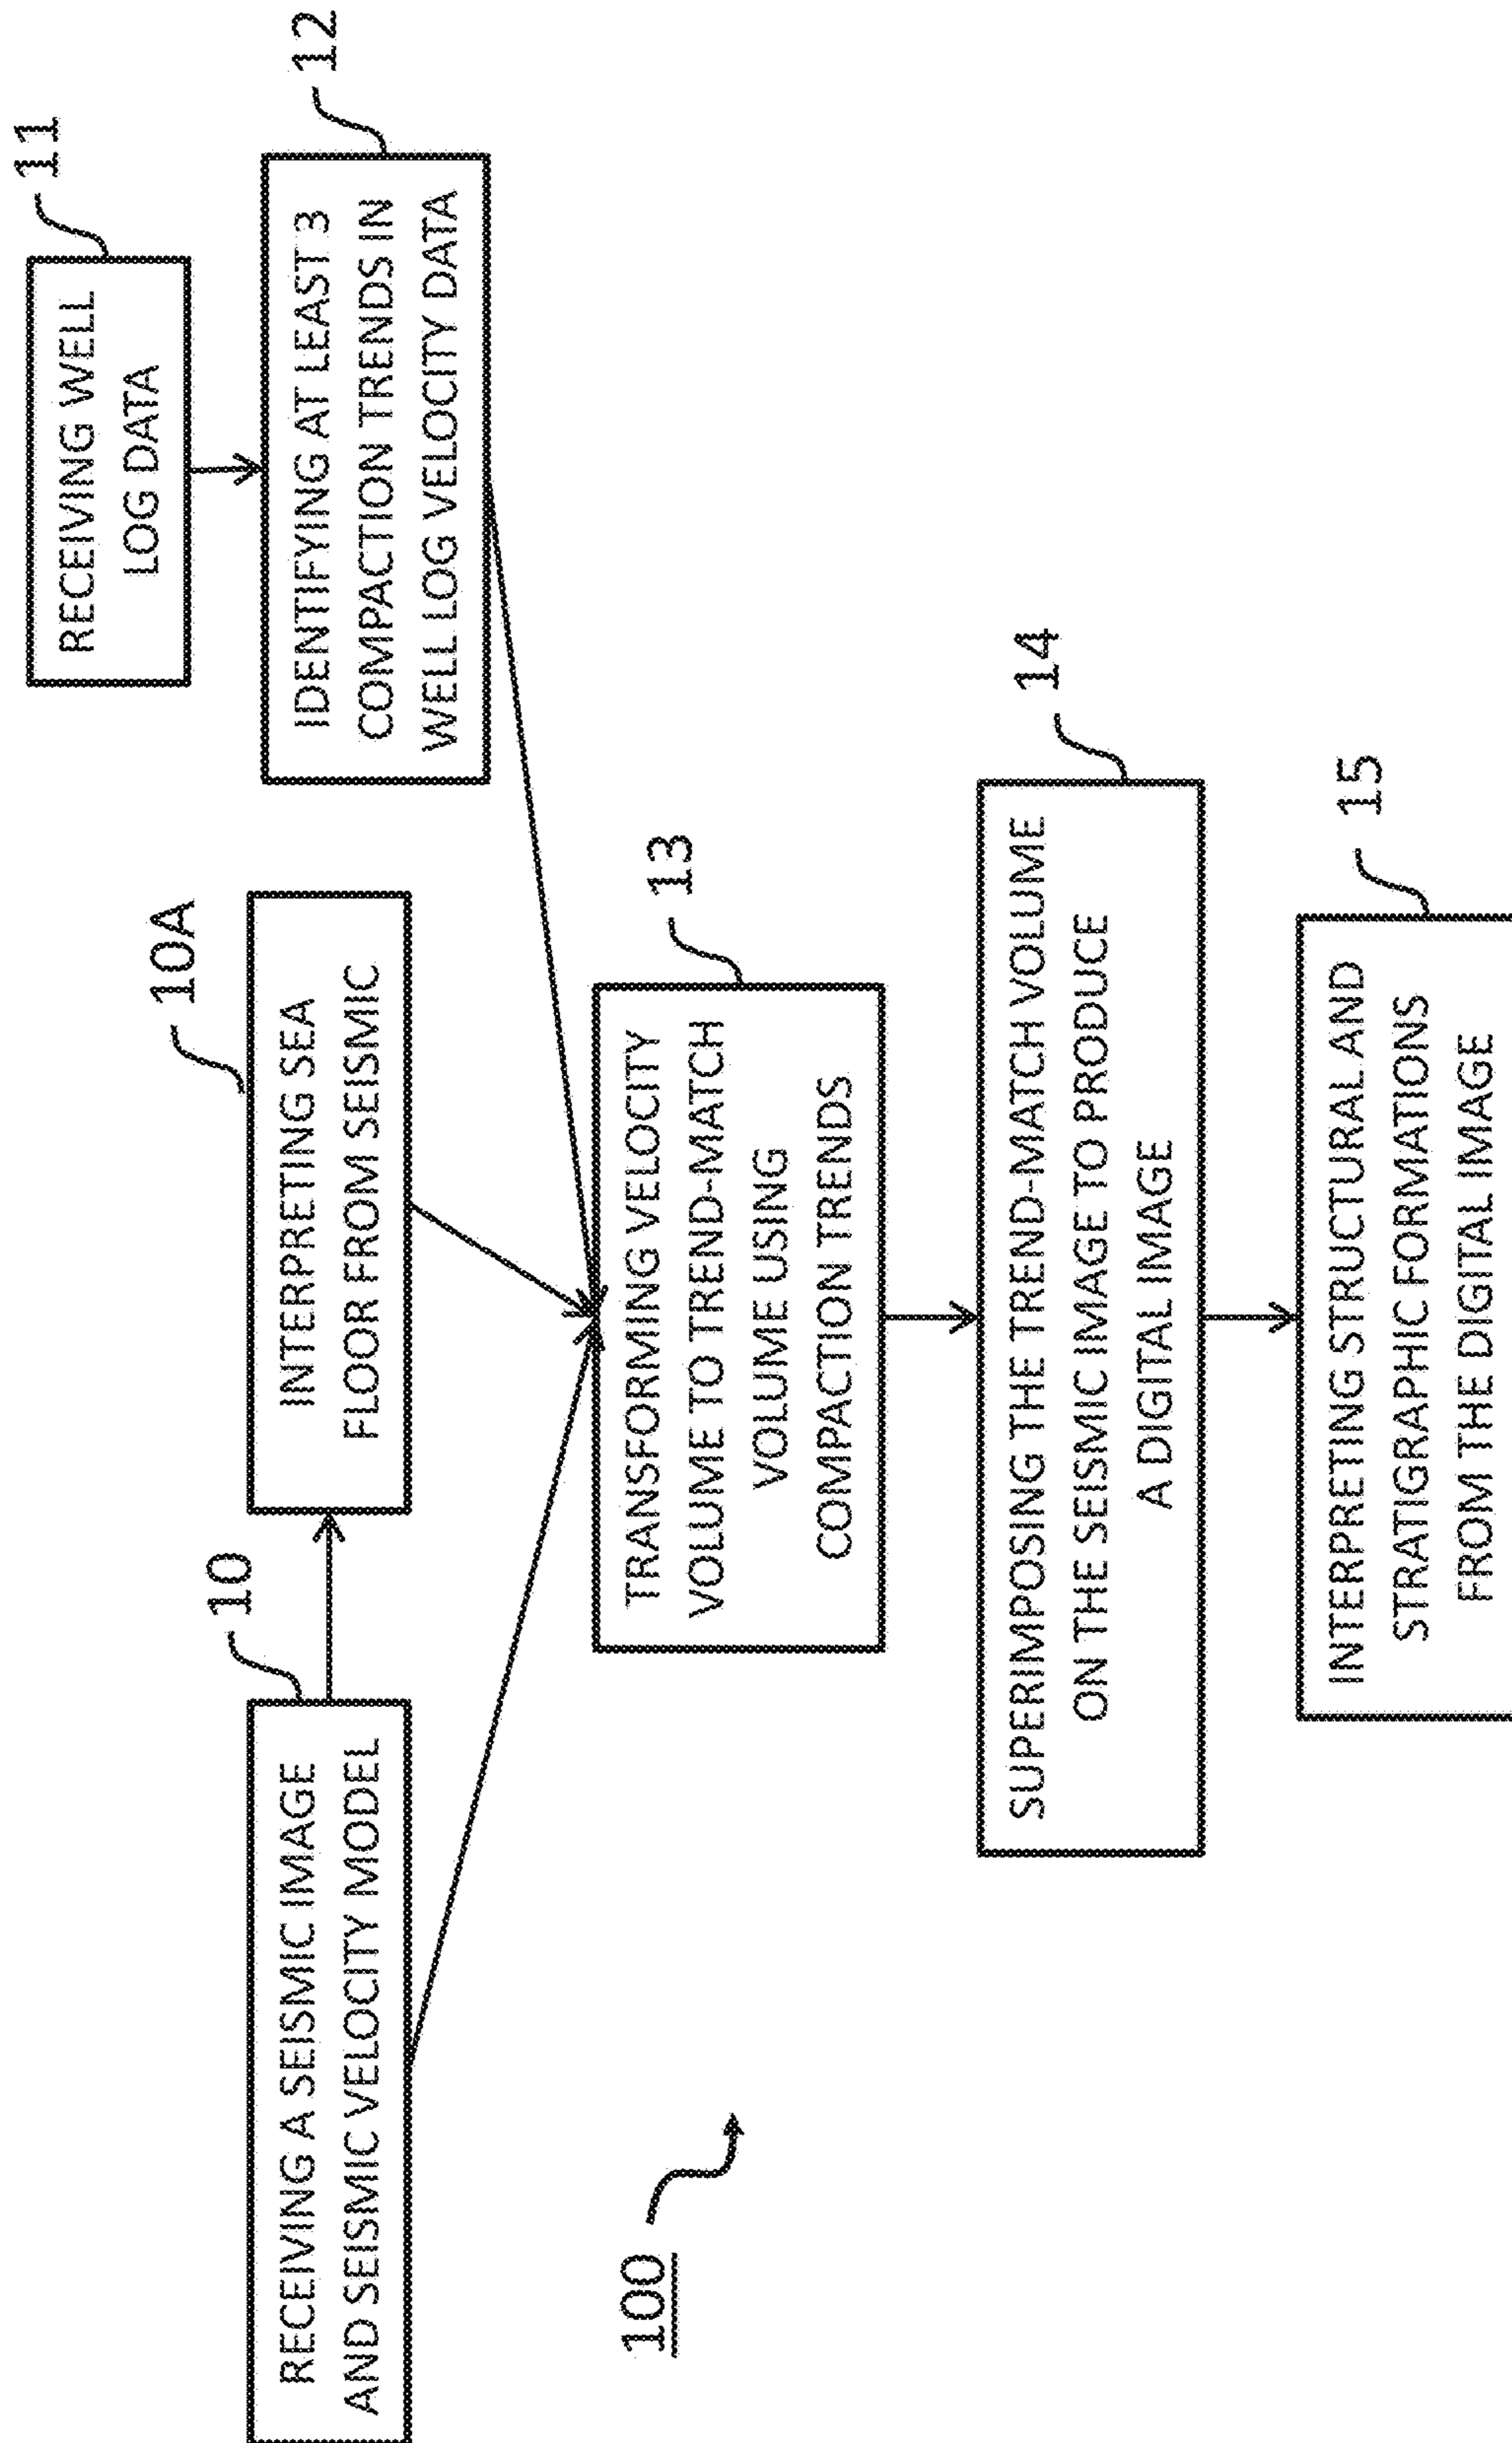 11
RECEIVING WELL
LOG DATA
12
IDENTIFYING AT LEAST 3
COMPACTION TRENDS IN
WELL LOG VELOCITY DATA
10
RECEIVING A SEISMIC IMAGE
AND SEISMIC VELOCITY MODEL
10A
INTERPRETING SEA
FLOOR FROM SEISMIC
13
TRANSFORMING VELOCITY
VOLUME TO TREND-MATCH
VOLUME USING
COMPACTION TRENDS
100
14
SUPERIMPOSING THE TREND-MATCH VOLUME
ON THE SEISMIC IMAGE TO PRODUCE
A DIGITAL IMAGE
15
INTERPRETING STRUCTURAL AND
STRATIGRAPHIC FORMATIONS
FROM THE DIGITAL IMAGE